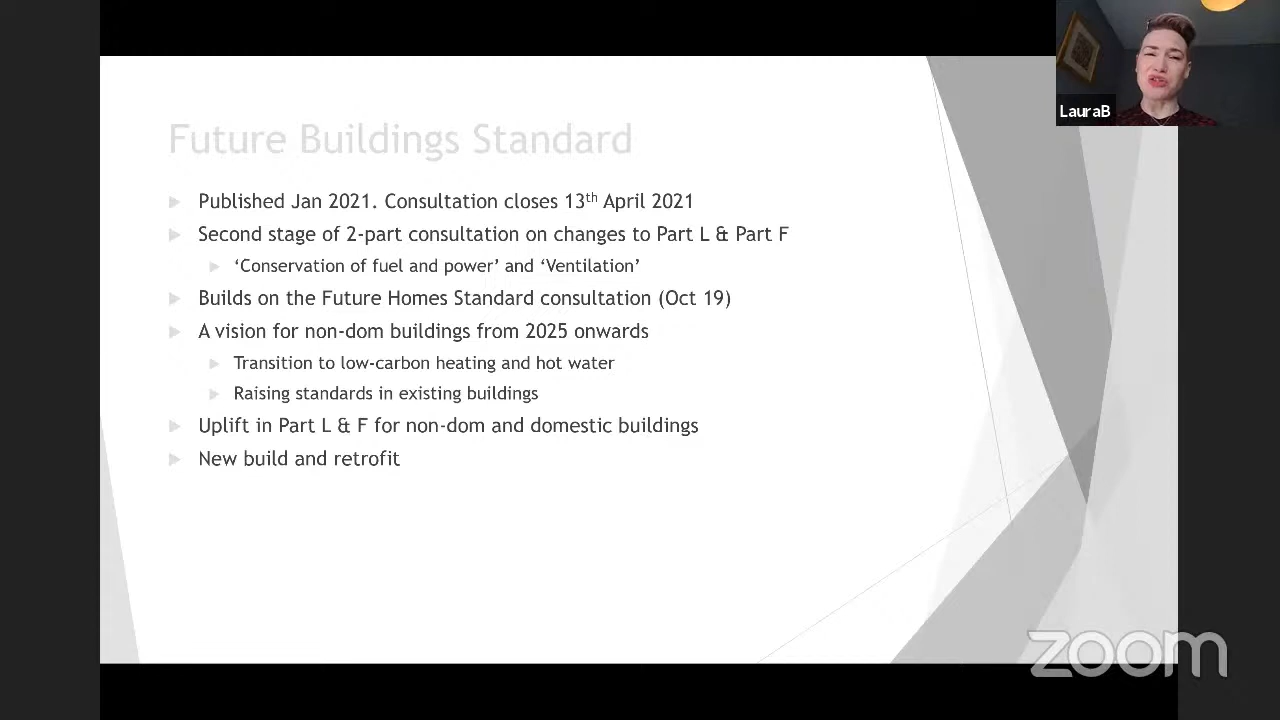 LauraB
Future Buildings Standard
Published Jan 2021. Consultation closes 13th April 2021
Second stage of 2-part consultation on changes to Part L & Part F
‘Conservation of fuel and power’ and ‘Ventilation’
Builds on the Future Homes Standard consultation (Oct 19)
A vision for non-dom buildings from 2025 onwards
Transition to low-carbon heating and hot water
Raising standards in existing buildings
Uplift in Part L & F for non-dom and domestic buildings
New build and retrofit
zoom